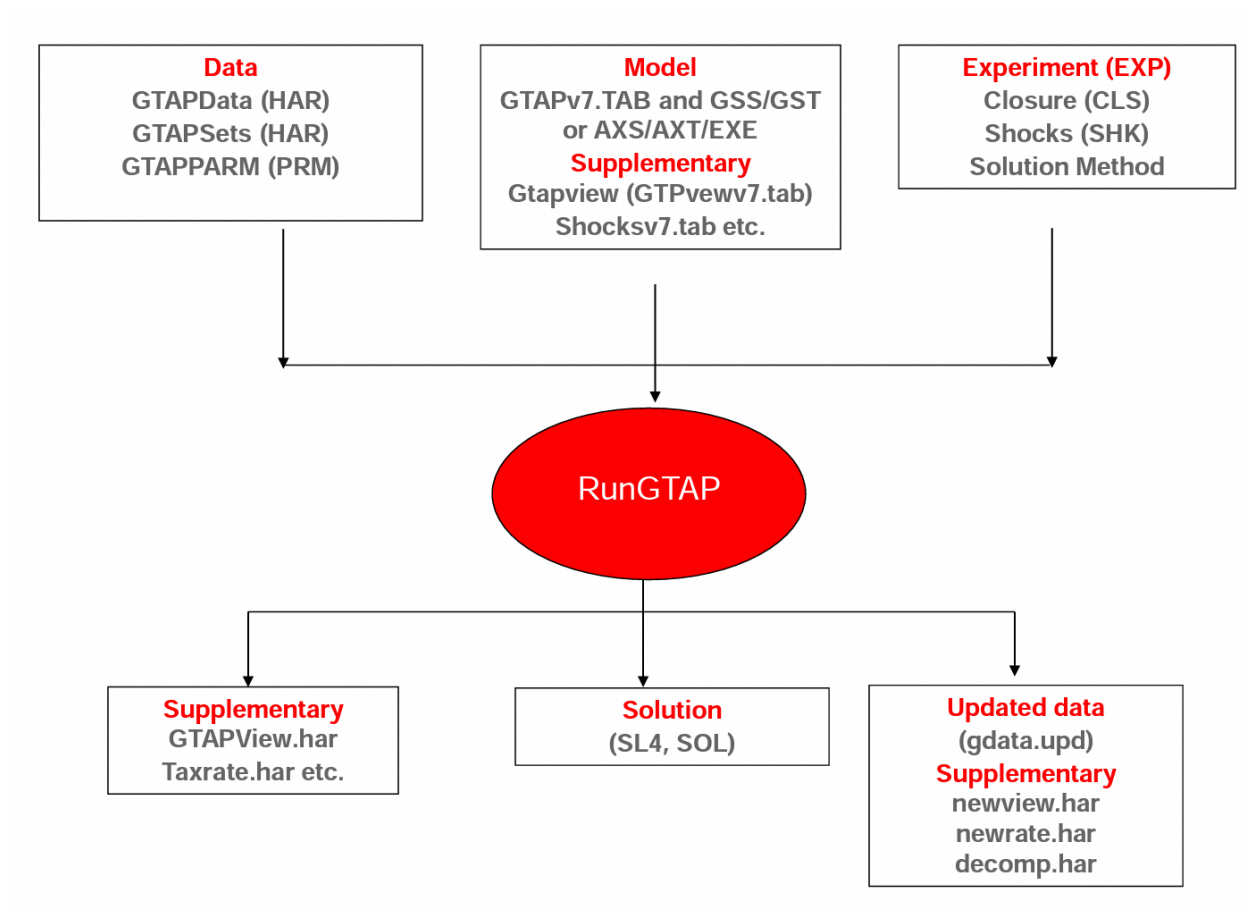 Data
GTAPData (HAR)
GTAPSets (HAR)
GTAPPARM (PRM)
Model
GTAPv7.TAB and GSS/GST
or AXS/AXT/EXE
Supplementary
Gtapview (GTPvewv7.tab)
Shocksv7.tab etc.
Experiment (EXP)
Closure (CLS)
Shocks (SHK)
Solution Method
RunGTAP
Supplementary
GTAPView.har
Taxrate.har etc.
Solution
(SL4, SOL)
Updated data
(gdata.upd)
Supplementary
newview.har
newrate.har
decomp.har